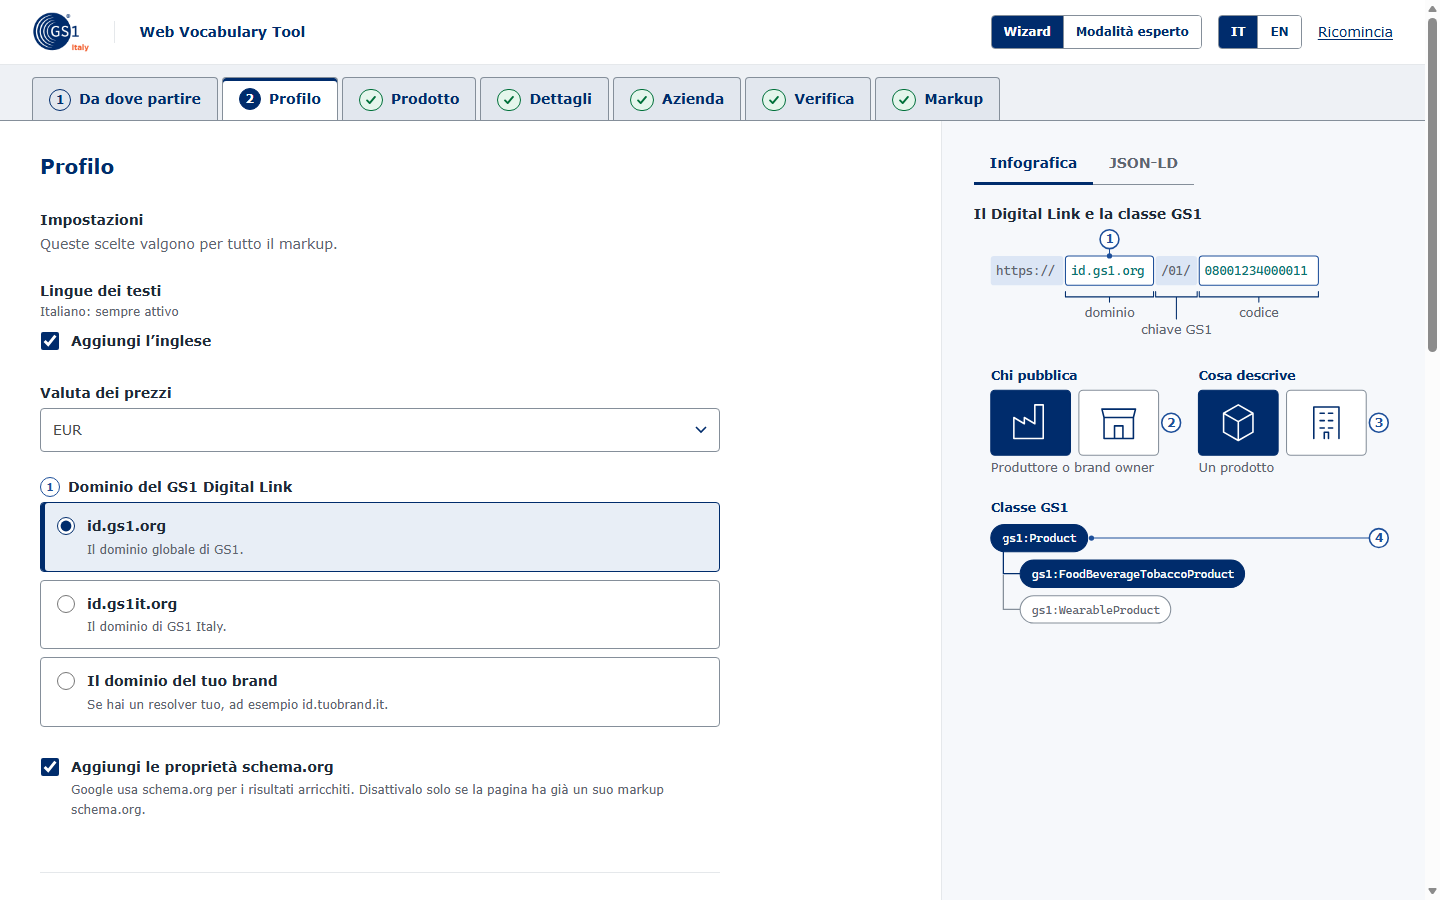 GS1
®
Italy
Web Vocabulary Tool
Wizard
Modalità esperto
IT
EN
Ricomincia
1 Da dove partire
2 Profilo
Prodotto
Dettagli
Azienda
Verifica
Markup
Profilo
Impostazioni
Queste scelte valgono per tutto il markup.
Lingue dei testi
Italiano: sempre attivo
Aggiungi l’inglese
Valuta dei prezzi
EUR
1 Dominio del GS1 Digital Link
id.gs1.org
Il dominio globale di GS1.
id.gs1it.org
Il dominio di GS1 Italy.
Il dominio del tuo brand
Se hai un resolver tuo, ad esempio id.tuobrand.it.
Aggiungi le proprietà schema.org
Google usa schema.org per i risultati arricchiti. Disattivalo solo se la pagina ha già un suo markup
schema.org.
Infografica
JSON-LD
Il Digital Link e la classe GS1
1
https:// id.gs1.org /01/ 08001234000011
dominio
codice
chiave GS1
Chi pubblica
2
Produttore o brand owner
Cosa descrive
3
Un prodotto
Classe GS1
gs1:Product
4
gs1:FoodBeverageTobaccoProduct
gs1:WearableProduct